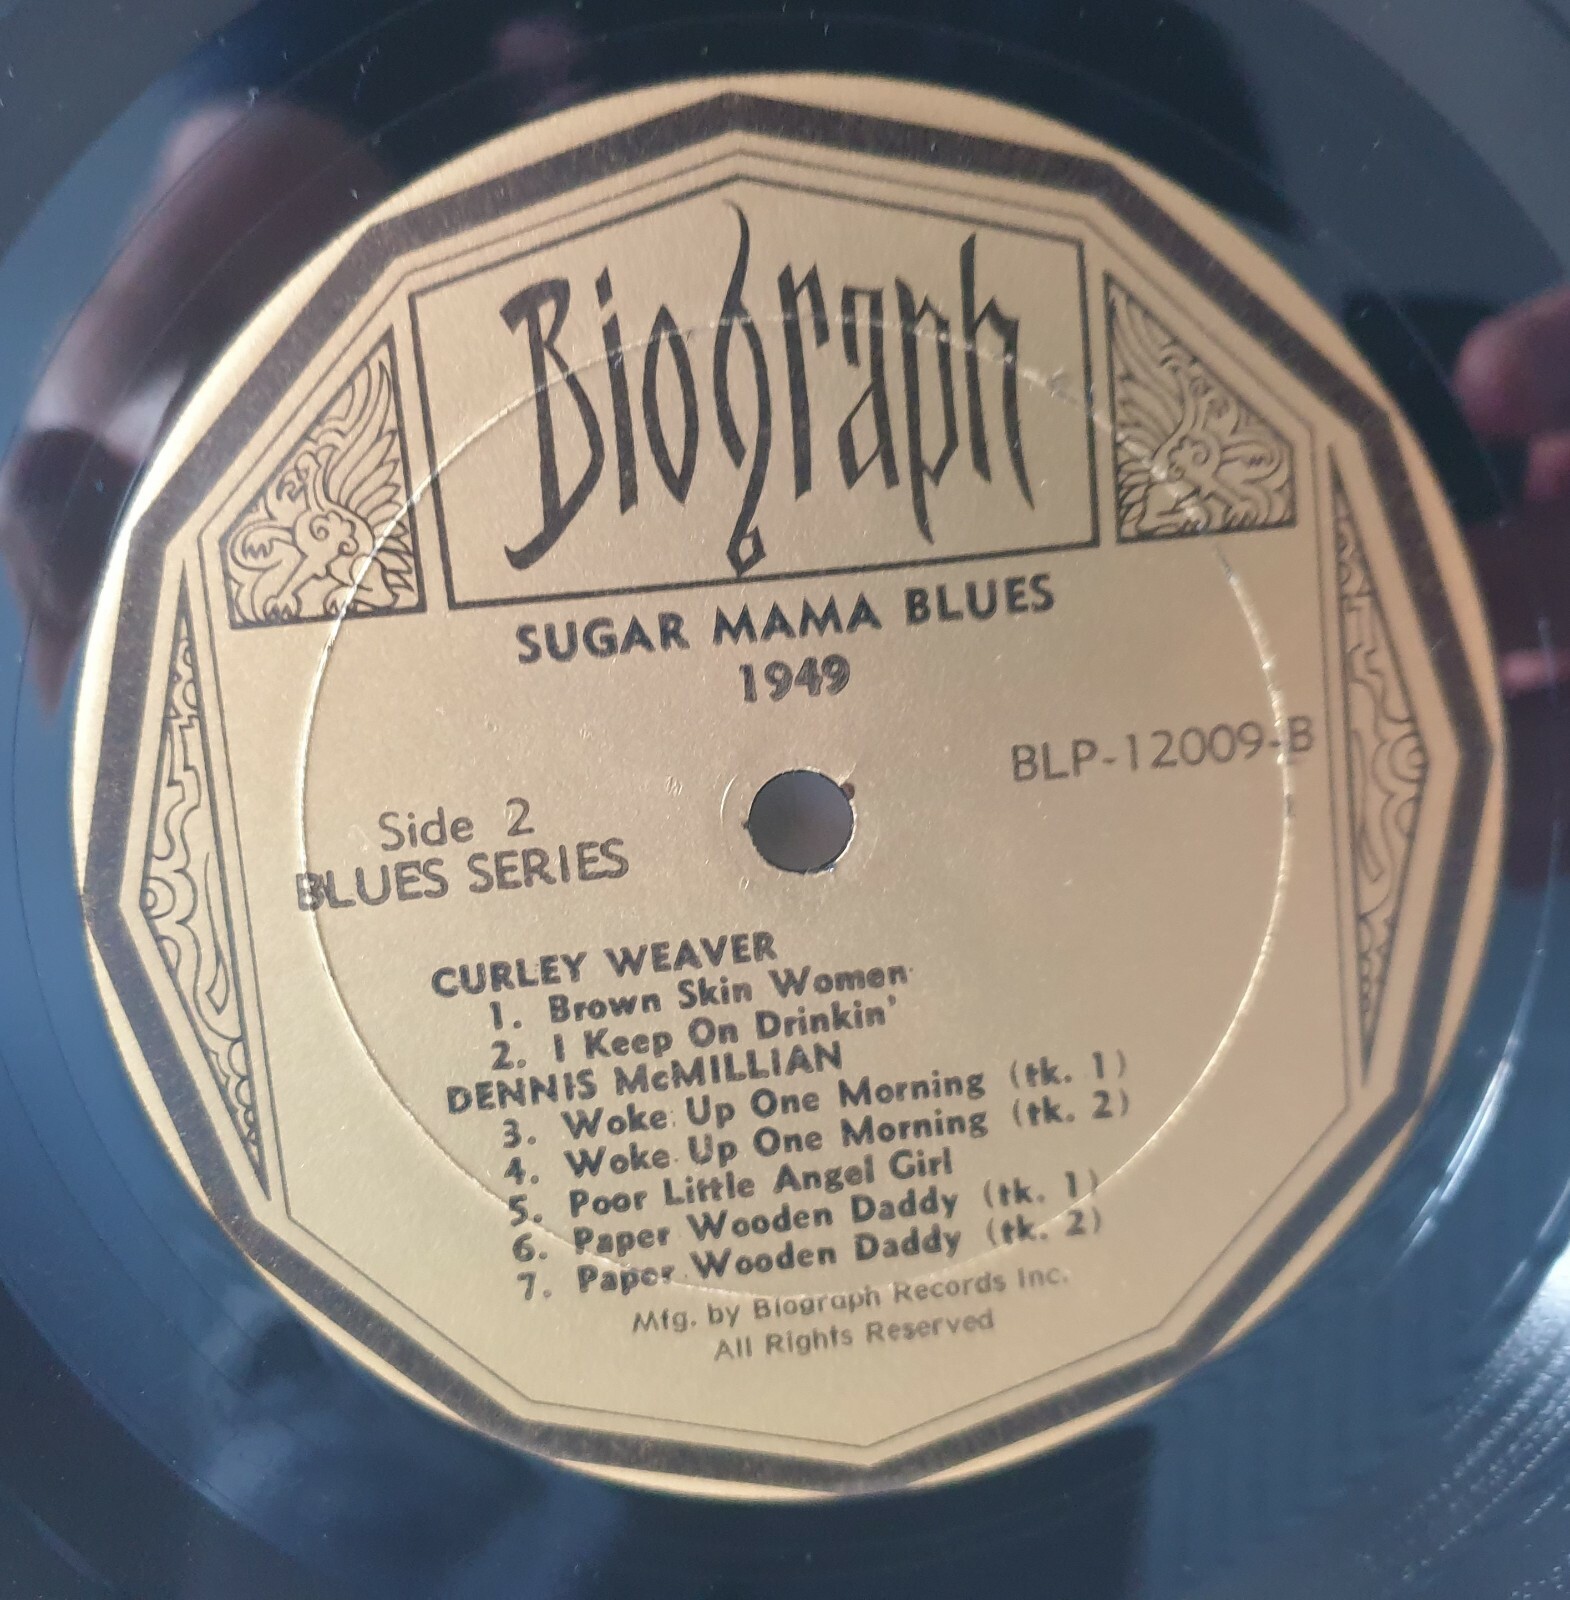 Biograph
SUGAR MAMA BLUES
1949
BLP-12009-B
Side 2
BLUES SERIES
CURLEY WEAVER
1. Brown Skin Women
2. I Keep On Drinkin'
DENNIS McMILLIAN
3. Woke Up One Morning (tk. 1)
4. Woke Up One Morning (tk. 2)
5. Poor Little Angel Girl
6. Paper Wooden Daddy (tk. 1)
7. Paper Wooden Daddy (tk. 2)
Mfg. by Biograph Records Inc.
All Rights Reserved